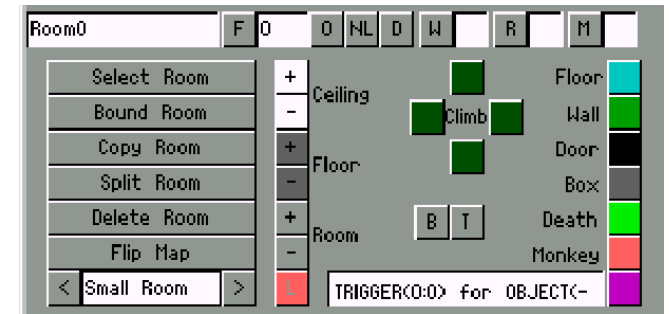 Room0 F 0 O NL D W R M
Select Room + Ceiling Floor
Bound Room - Climb Wall
Copy Room + Floor Door
Split Room - Box
Delete Room + Room B T Death
Flip Map - Monkey
< Small Room > L TRIGGER(0:0) for OBJECT(-